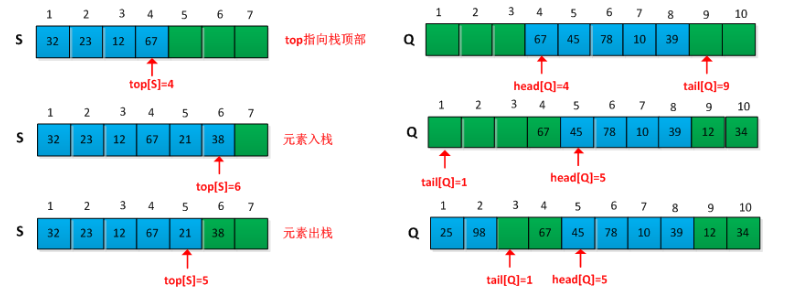 1 2 3 4 5 6 7
S 32 23 12 67 top指向栈顶部
top[S]=4
1 2 3 4 5 6 7
S 32 23 12 67 21 38 元素入栈
top[S]=6
1 2 3 4 5 6 7
S 32 23 12 67 21 38 元素出栈
top[S]=5
1 2 3 4 5 6 7 8 9 10
Q 67 45 78 10 39
head[Q]=4 tail[Q]=9
1 2 3 4 5 6 7 8 9 10
Q 67 45 78 10 39 12 34
tail[Q]=1 head[Q]=5
1 2 3 4 5 6 7 8 9 10
Q 25 98 67 45 78 10 39 12 34
tail[Q]=1 head[Q]=5